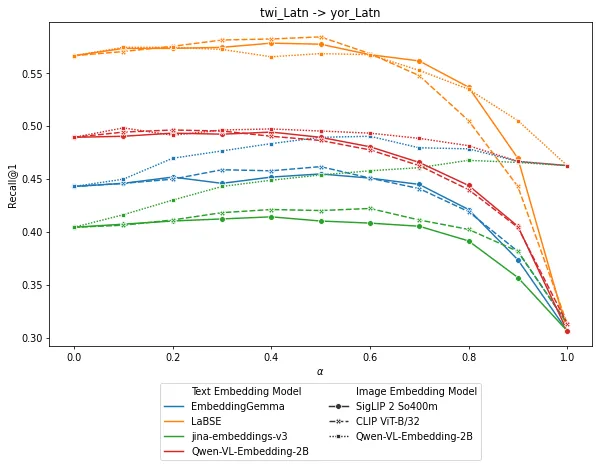 twi_Latn -> yor_Latn
Recall@1
0.55
0.50
0.45
0.40
0.35
0.30
0.0 0.2 0.4 0.6 0.8 1.0
α
Text Embedding Model
EmbeddingGemma
LaBSE
jina-embeddings-v3
Qwen-VL-Embedding-2B
Image Embedding Model
SigLIP 2 So400m
CLIP ViT-B/32
Qwen-VL-Embedding-2B